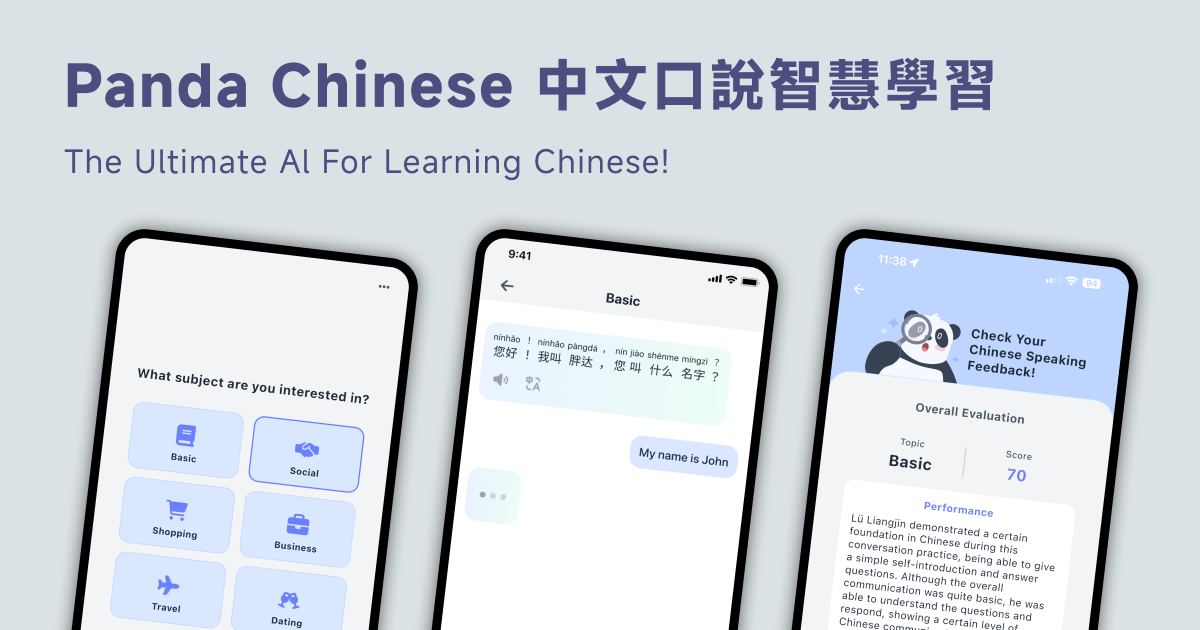 Panda Chinese 中文口說智慧學習
The Ultimate AI For Learning Chinese!
What subject are you interested in?
Basic
Social
Shopping
Business
Travel
Dating
9:41
Basic
nínhǎo ! nínhǎo pàngdá , nín jiào shénme míngzì ?
您好 ! 我叫 胖达 , 您 叫 什么 名字 ?
中
A
My name is John
11:38
94
Check Your
Chinese Speaking
Feedback!
Overall Evaluation
Topic
Basic
Score
70
Performance
Lü Liangjin demonstrated a certain
foundation in Chinese during this
conversation practice, being able to give
a simple self-introduction and answer
questions. Although the overall
communication was quite basic, he was
able to understand the questions and
respond, showing a certain level of
Chinese